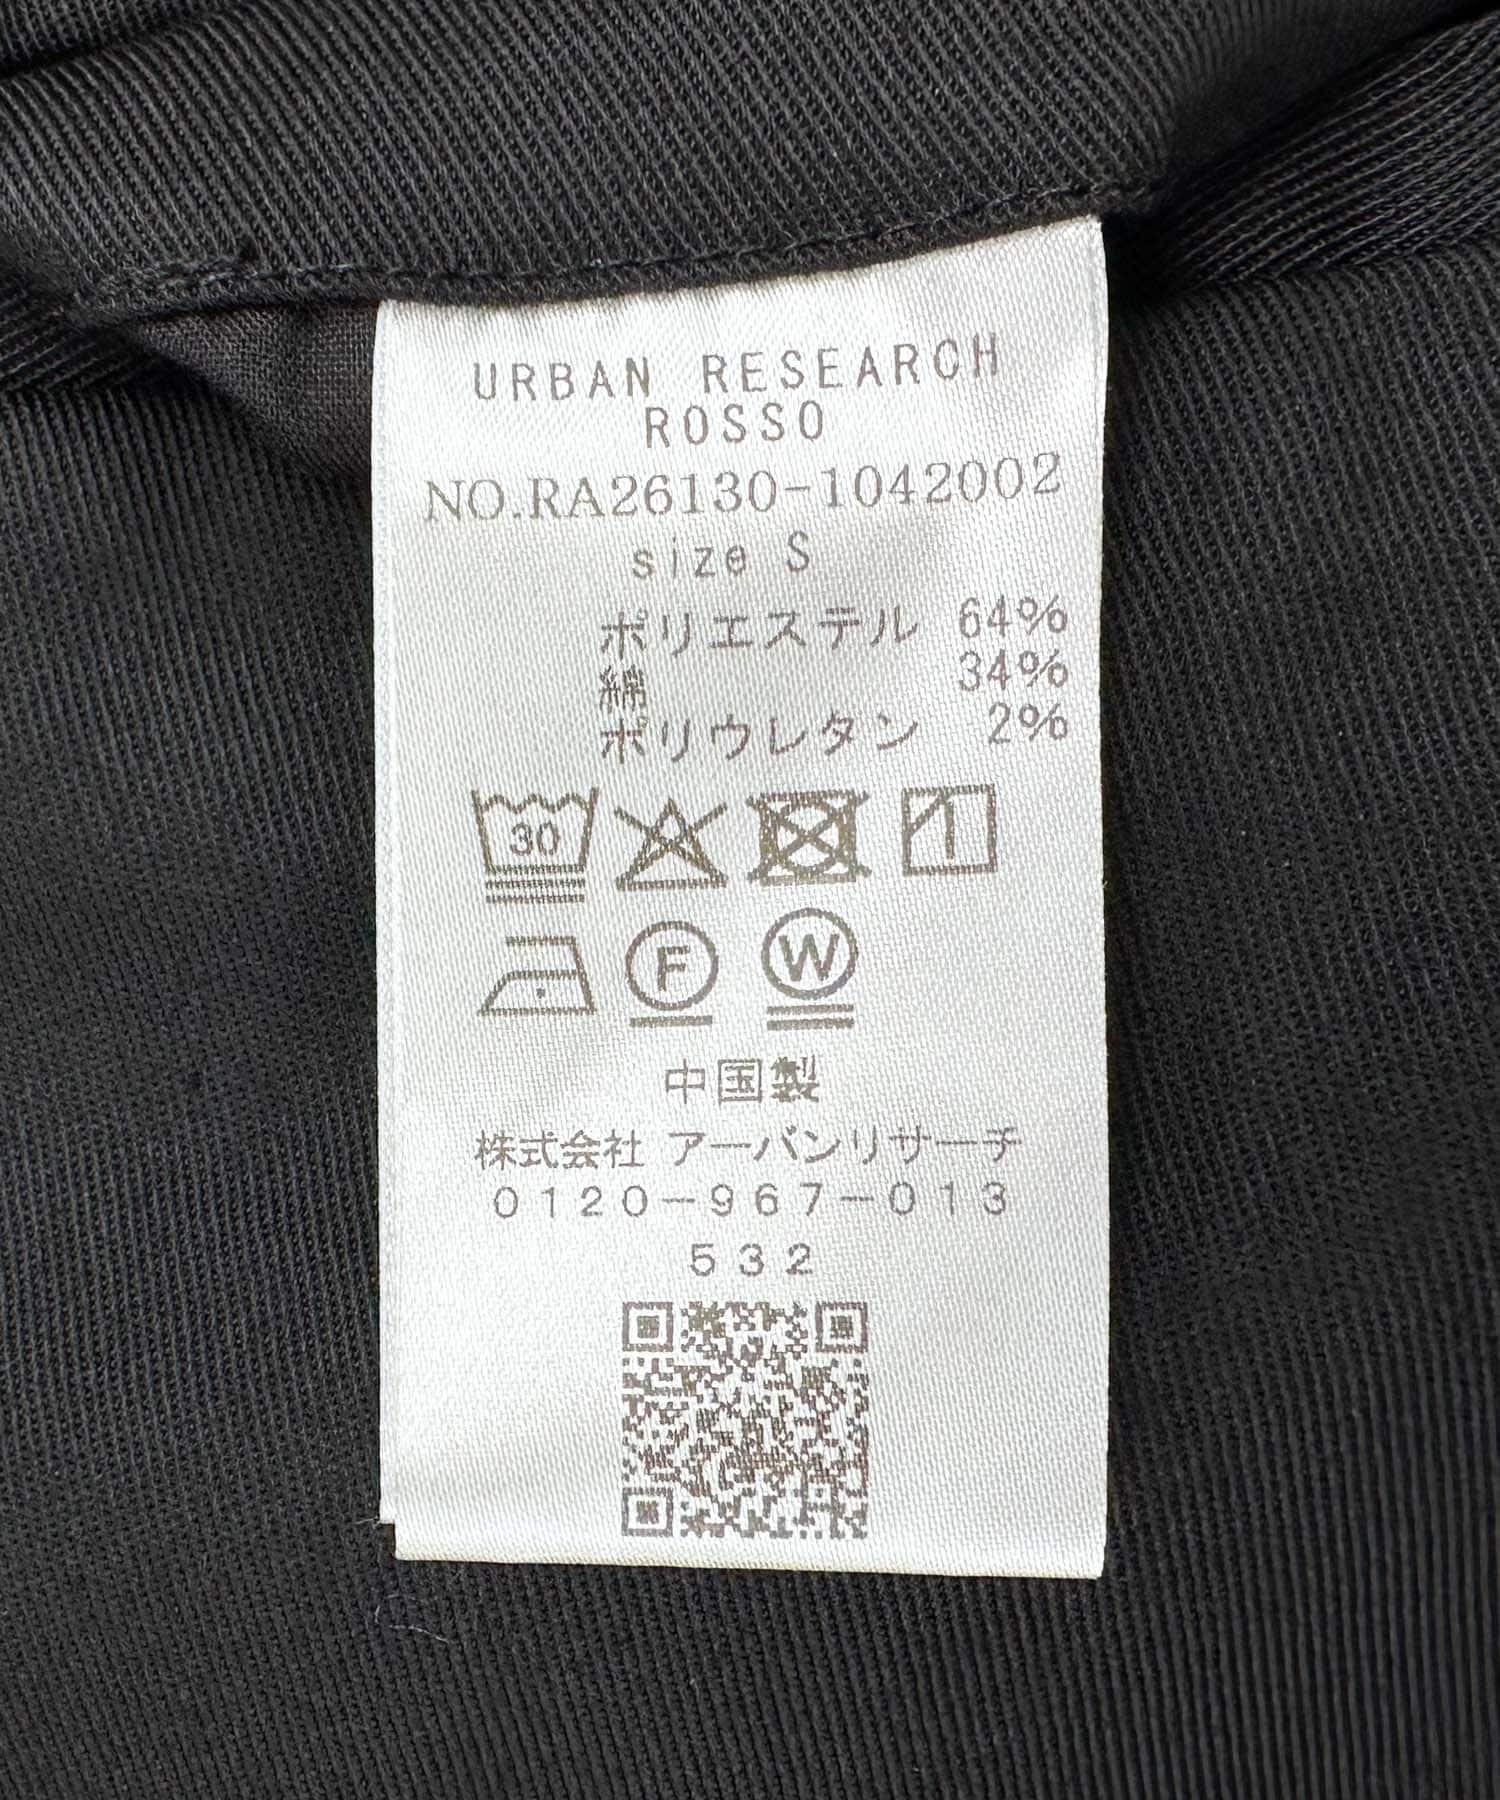 URBAN RESEARCH
ROSSO
NO.RA26130-1042002
size S
ポリエステル 64%
綿 34%
ポリウレタン 2%
30
F W
中国製
株式会社 アーバンリサーチ
0120-967-013
532